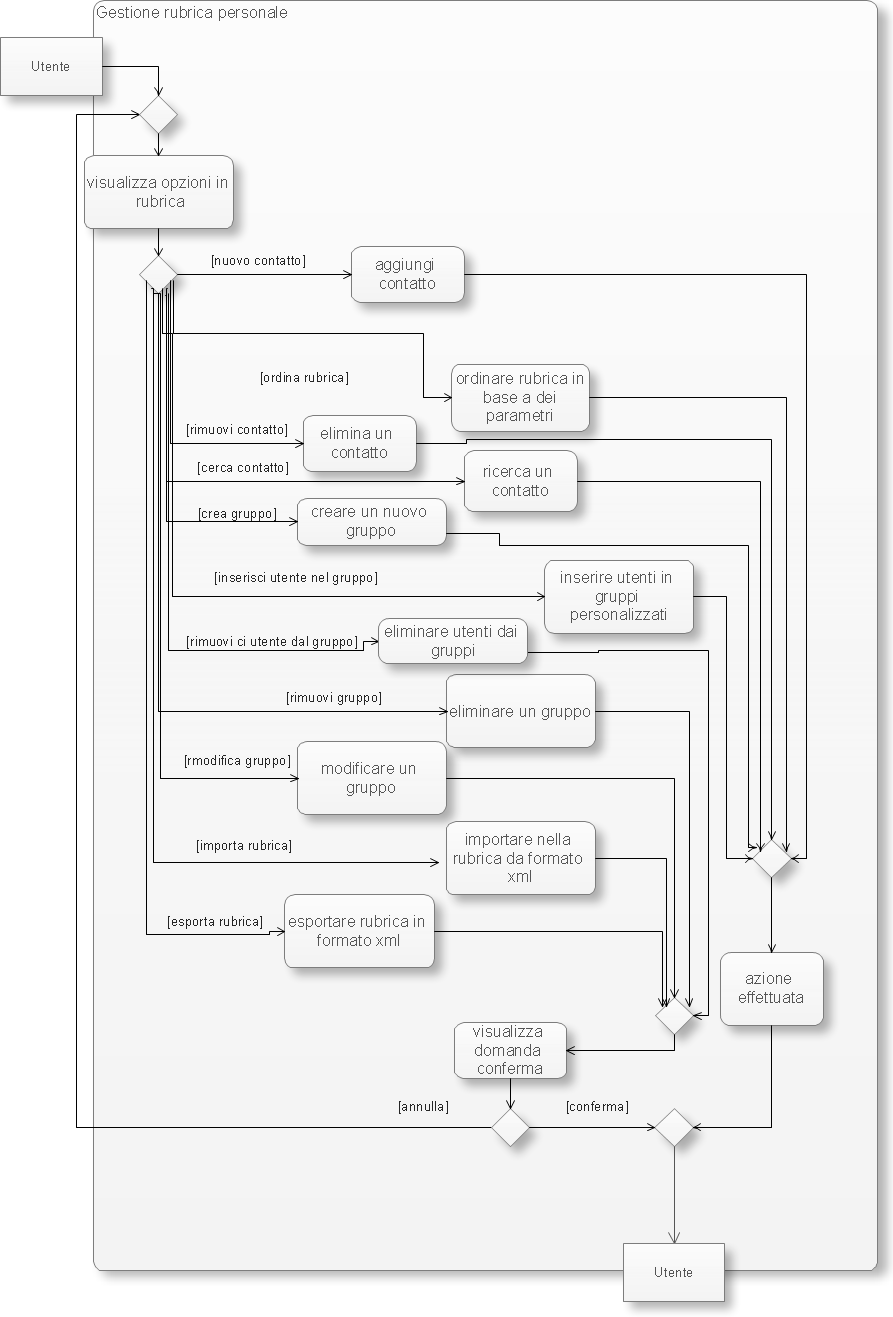 Gestione rubrica personale
Utente
visualizza opzioni in
rubrica
[nuovo contatto]
aggiungi
contatto
[ordina rubrica]
ordinare rubrica in
base a dei
parametri
[rimuovi contatto]
elimina un
contatto
[cerca contatto]
ricerca un
contatto
[crea gruppo]
creare un nuovo
gruppo
[inserisci utente nel gruppo]
inserire utenti in
gruppi
personalizzati
[rimuovi ci utente dal gruppo]
eliminare utenti dai
gruppi
[rimuovi gruppo]
eliminare un gruppo
[rmodifica gruppo]
modificare un
gruppo
[importa rubrica]
importare nella
rubrica da formato
xml
[esporta rubrica]
esportare rubrica in
formato xml
azione
effettuata
visualizza
domanda
conferma
[annulla]
[conferma]
Utente